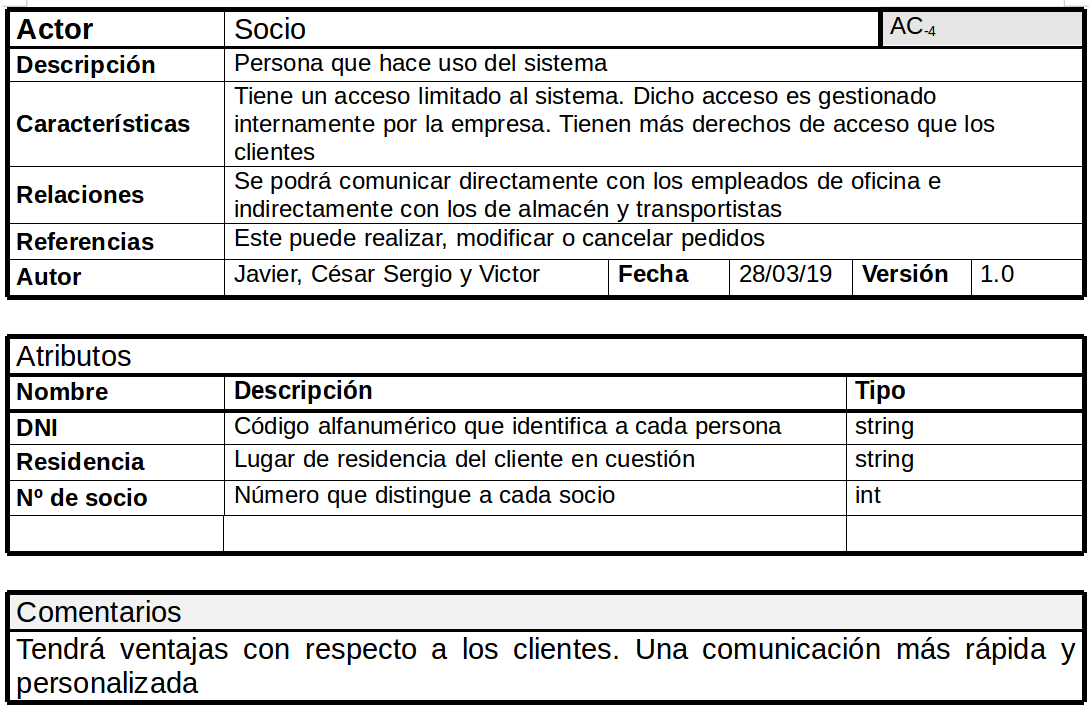 Actor Socio AC-4
Descripción Persona que hace uso del sistema
Características Tiene un acceso limitado al sistema. Dicho acceso es gestionado
internamente por la empresa. Tienen más derechos de acceso que los
clientes
Relaciones Se podrá comunicar directamente con los empleados de oficina e
indirectamente con los de almacén y transportistas
Referencias Este puede realizar, modificar o cancelar pedidos
Autor Javier, César Sergio y Victor Fecha 28/03/19 Versión 1.0
Atributos
Nombre Descripción Tipo
DNI Código alfanumérico que identifica a cada persona string
Residencia Lugar de residencia del cliente en cuestión string
Nº de socio Número que distingue a cada socio int
Comentarios
Tendrá ventajas con respecto a los clientes. Una comunicación más rápida y
personalizada